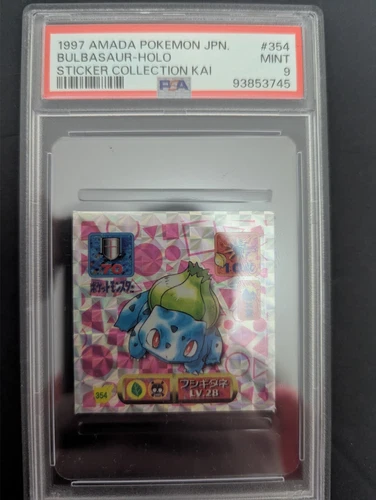 1997 AMADA POKEMON JPN. #354
BULBASAUR-HOLO MINT
STICKER COLLECTION KAI 9
PSA 93853745
70
ポケットモンスター
フシギダネ
LV.28
354